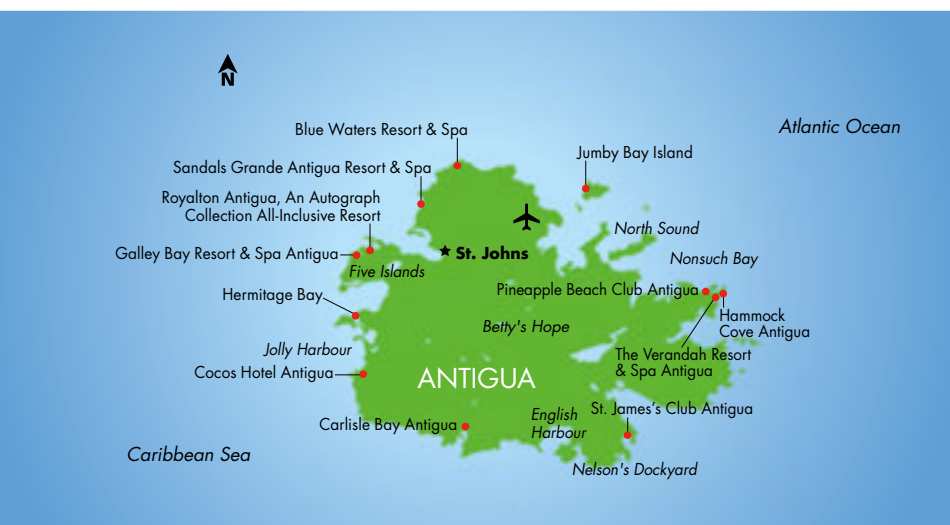 N
Atlantic Ocean
Blue Waters Resort & Spa
Jumby Bay Island
Sandals Grande Antigua Resort & Spa
Royalton Antigua, An Autograph
Collection All-Inclusive Resort
North Sound
Galley Bay Resort & Spa Antigua
St. Johns
Nonsuch Bay
Five Islands
Pineapple Beach Club Antigua
Hermitage Bay
Hammock
Cove Antigua
Betty's Hope
Jolly Harbour
The Verandah Resort
& Spa Antigua
Cocos Hotel Antigua
ANTIGUA
St. James’s Club Antigua
English
Harbour
Carlisle Bay Antigua
Caribbean Sea
Nelson's Dockyard